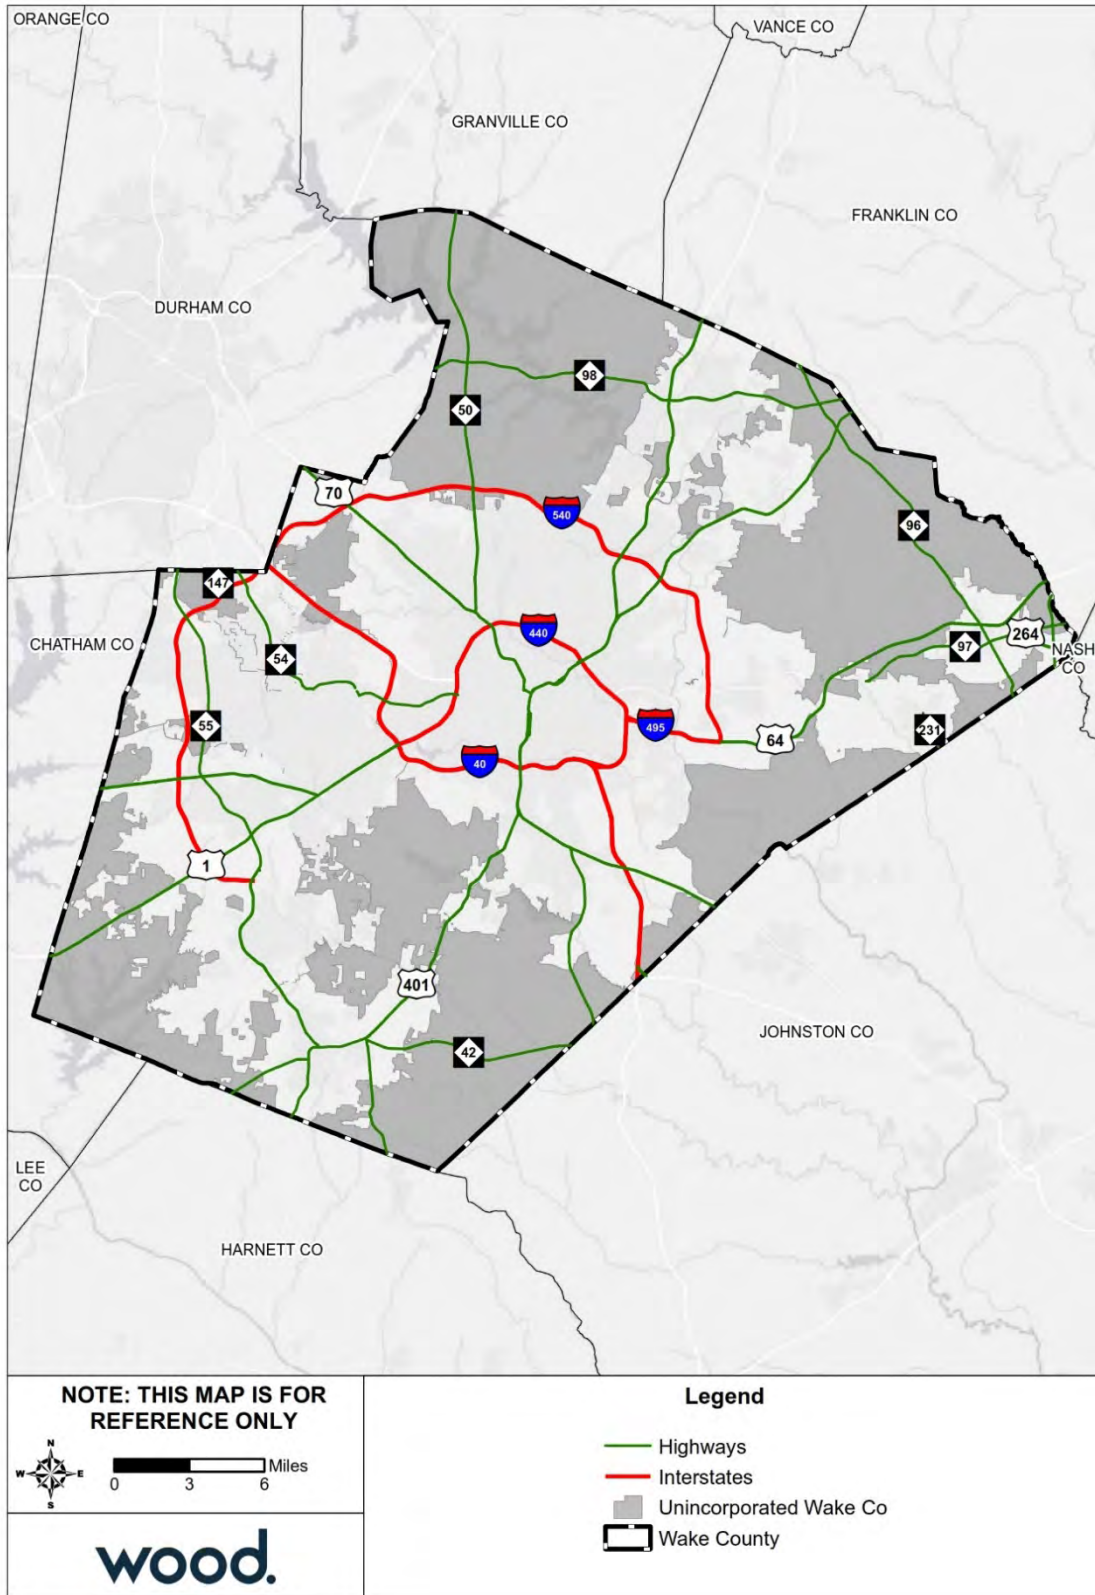 ORANGE CO
VANCE CO
GRANVILLE CO
FRANKLIN CO
DURHAM CO
98
50
70
540
96
147
440
264
CHATHAM CO
97
NASH
CO
54
55
495
231
64
40
1
401
JOHNSTON CO
42
LEE
CO
HARNETT CO
NOTE: THIS MAP IS FOR
REFERENCE ONLY
N
W E
S
Miles
0 3 6
wood.
Legend
Highways
Interstates
Unincorporated Wake Co
Wake County